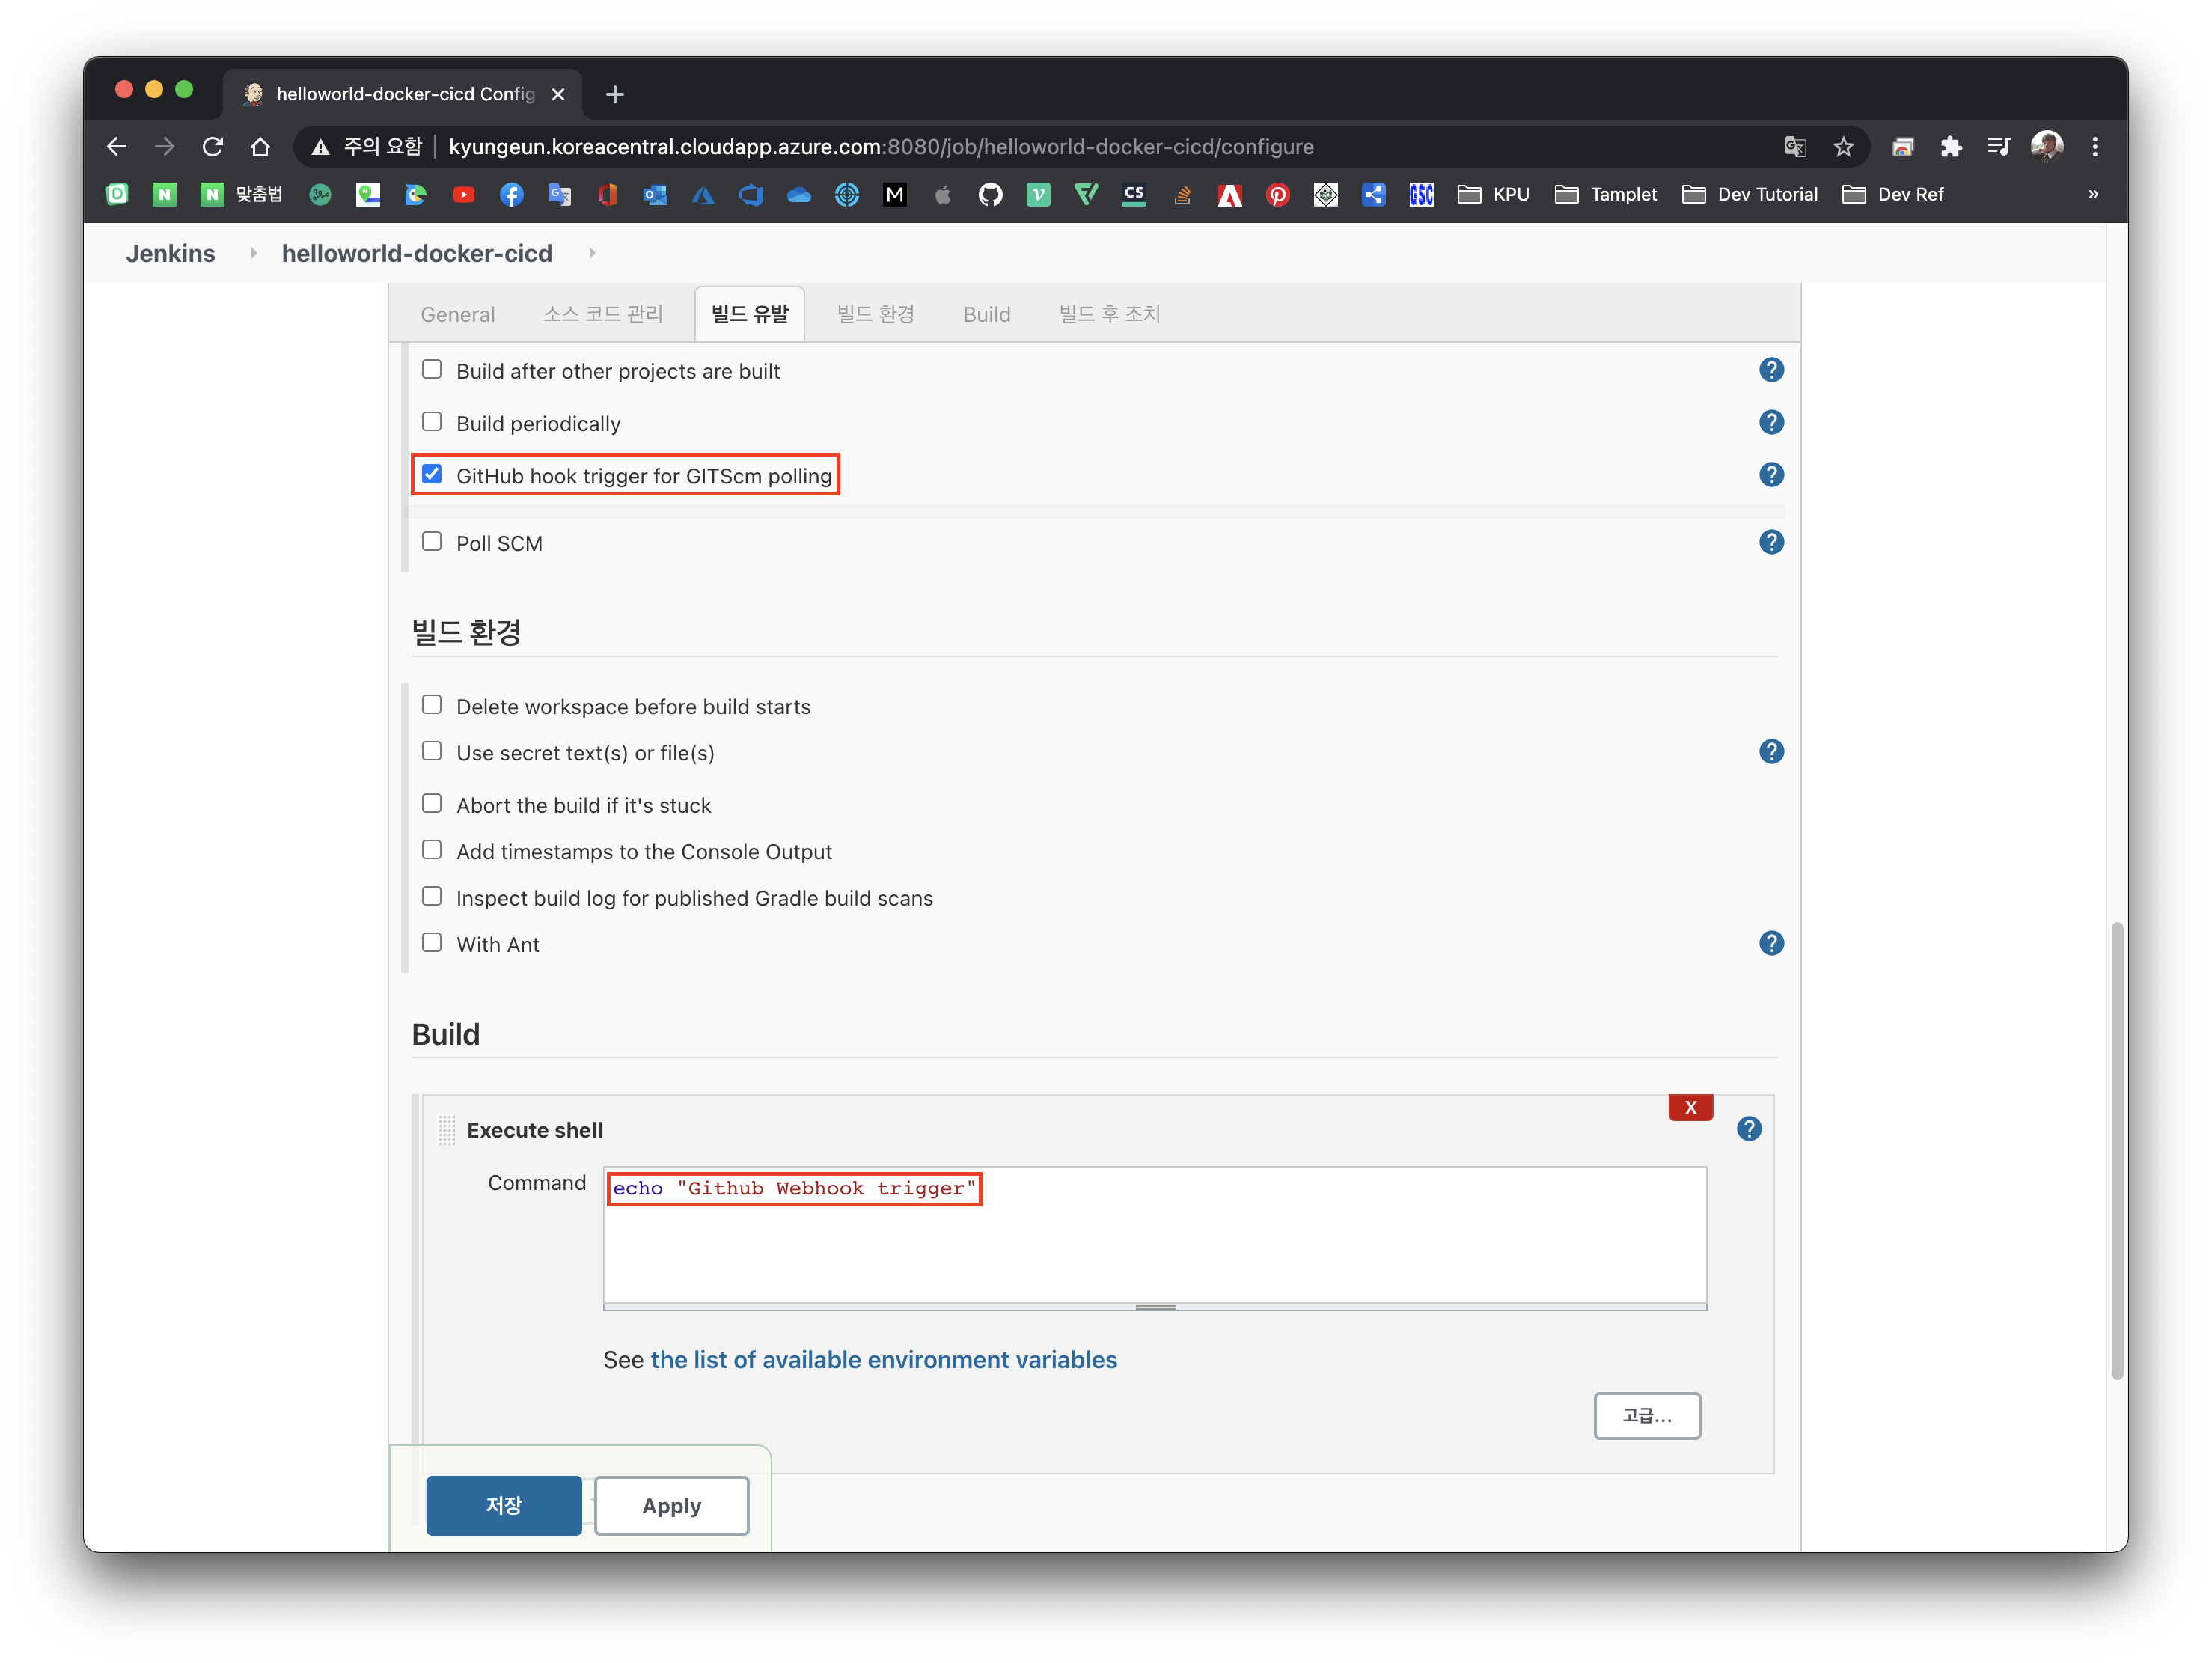 helloworld-docker-cicd Config
주의 요함
kyungeun.koreacentral.cloudapp.azure.com:8080/job/helloworld-docker-cicd/configure
맞춤법
M
CS
GSC
KPU
Tamplet
Dev Tutorial
Dev Ref
»
Jenkins
helloworld-docker-cicd
General
소스 코드 관리
빌드 유발
빌드 환경
Build
빌드 후 조치
Build after other projects are built
Build periodically
GitHub hook trigger for GITScm polling
Poll SCM
빌드 환경
Delete workspace before build starts
Use secret text(s) or file(s)
Abort the build if it's stuck
Add timestamps to the Console Output
Inspect build log for published Gradle build scans
With Ant
Build
X
Execute shell
Command
echo "Github Webhook trigger"
See the list of available environment variables
고급...
저장
Apply